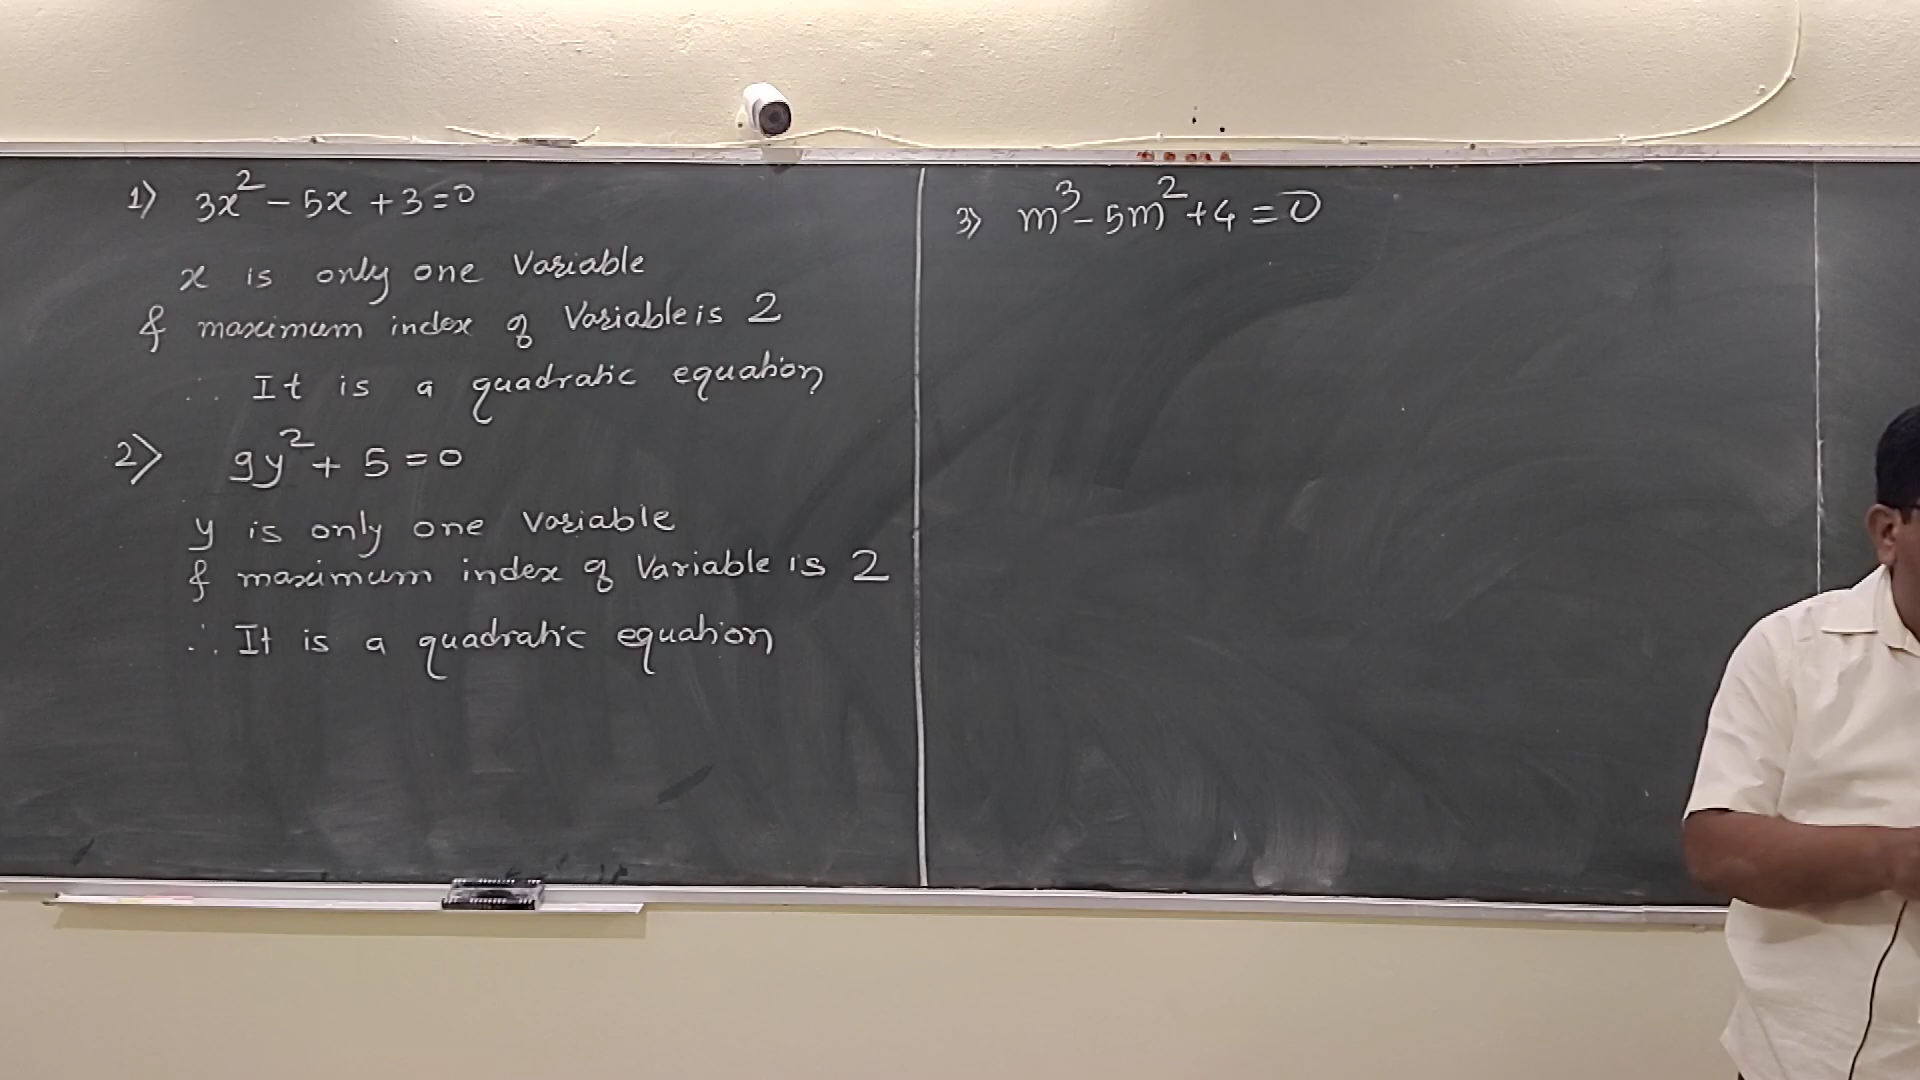 1) 3x² - 5x + 3 = 0
x is only one variable
& maximum index of Variable is 2
∴ It is a quadratic equation
2) 9y² + 5 = 0
y is only one variable
& maximum index of Variable is 2
∴ It is a quadratic equation
3) m³ - 5m² + 4 = 0